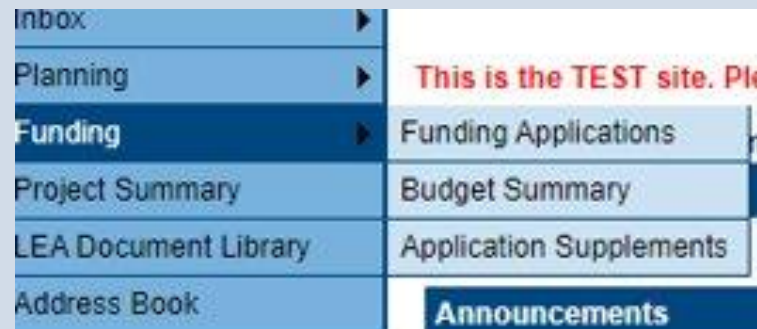 Inbox
Planning
This is the TEST site.
Funding
Funding Applications
Project Summary
Budget Summary
LEA Document Library
Application Supplements
Address Book
Announcements